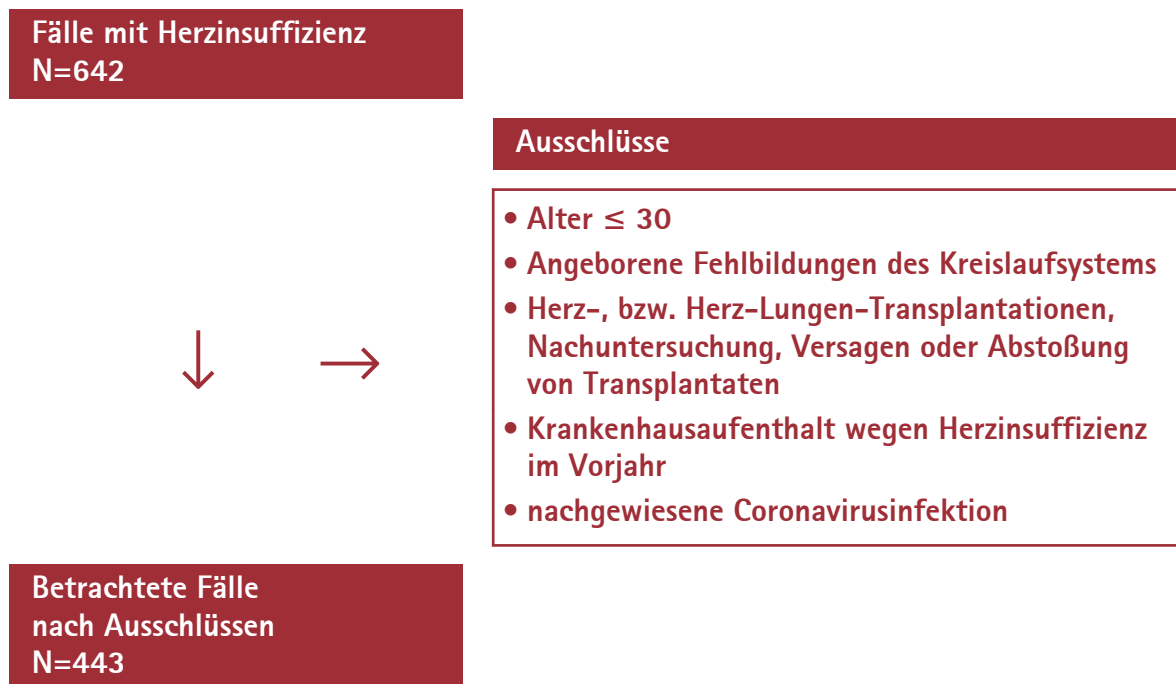 Fälle mit Herzinsuffizienz
N=642
Ausschlüsse
• Alter ≤ 30
• Angeborene Fehlbildungen des Kreislaufsystems
• Herz-, bzw. Herz-Lungen-Transplantationen,
Nachuntersuchung, Versagen oder Abstoßung
von Transplantaten
• Krankenhausaufenthalt wegen Herzinsuffizienz
im Vorjahr
• nachgewiesene Coronavirusinfektion
Betrachtete Fälle
nach Ausschlüssen
N=443